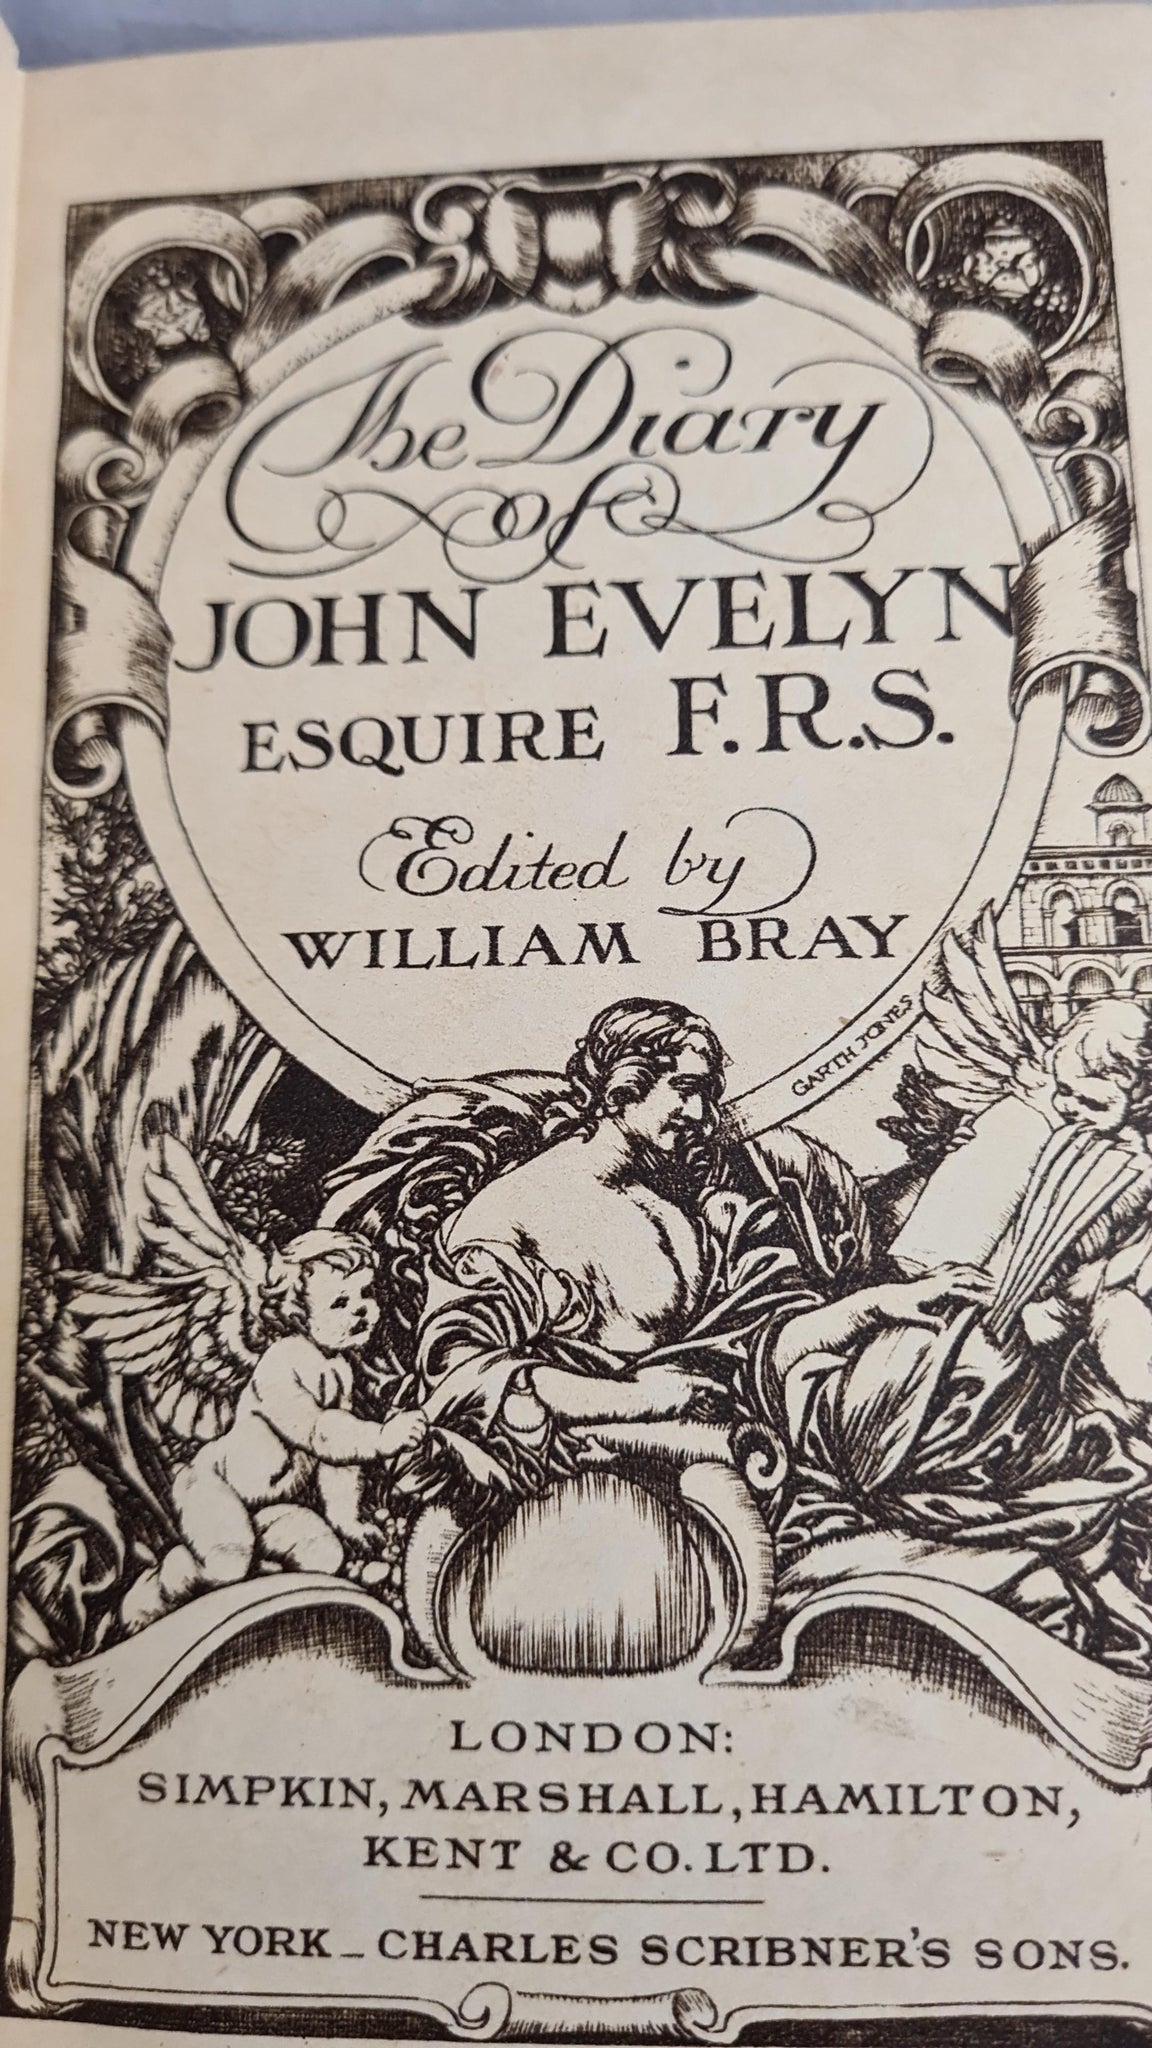 The Diary
of
JOHN EVELYN
ESQUIRE F.R.S.
Edited by
WILLIAM BRAY
GARTH JONES
LONDON:
SIMPKIN, MARSHALL, HAMILTON,
KENT & CO. LTD.
NEW YORK - CHARLES SCRIBNER'S SONS.